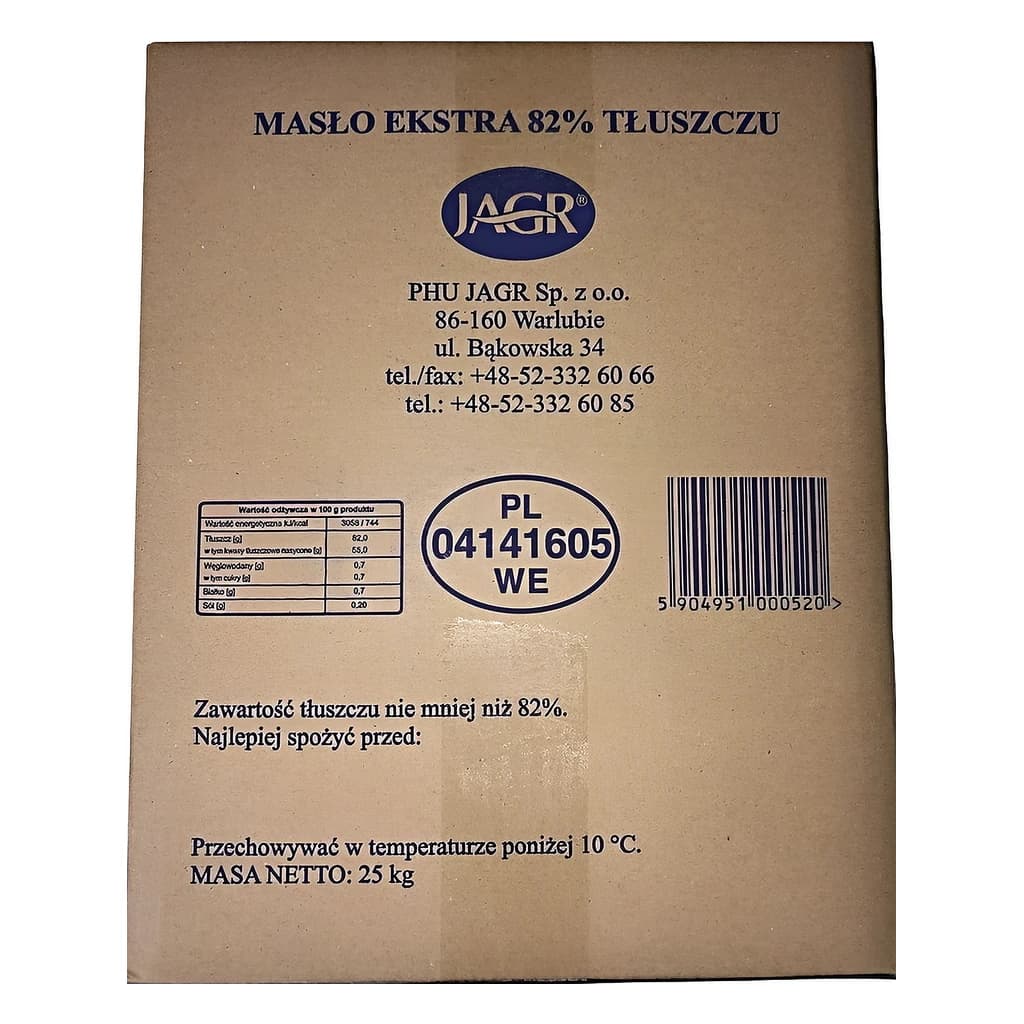 MASŁO EKSTRA 82% TŁUSZCZU
JAGR®
PHU JAGR Sp. z o.o.
86-160 Warlubie
ul. Bąkowska 34
tel./fax: +48-52-332 60 66
tel.: +48-52-332 60 85
Wartość odżywcza w 100 g produktu
Wartość energetyczna kJ/kcal 3058 / 744
Tłuszcz [g] 82,0
w tym kwasy tłuszczowe nasycone [g] 55,0
Węglowodany [g] 0,7
w tym cukry [g] 0,7
Białko [g] 0,7
Sól [g] 0,20
PL
04141605
WE
5 904951 000520 >
Zawartość tłuszczu nie mniej niż 82%.
Najlepiej spożyć przed:
Przechowywać w temperaturze poniżej 10 °C.
MASA NETTO: 25 kg